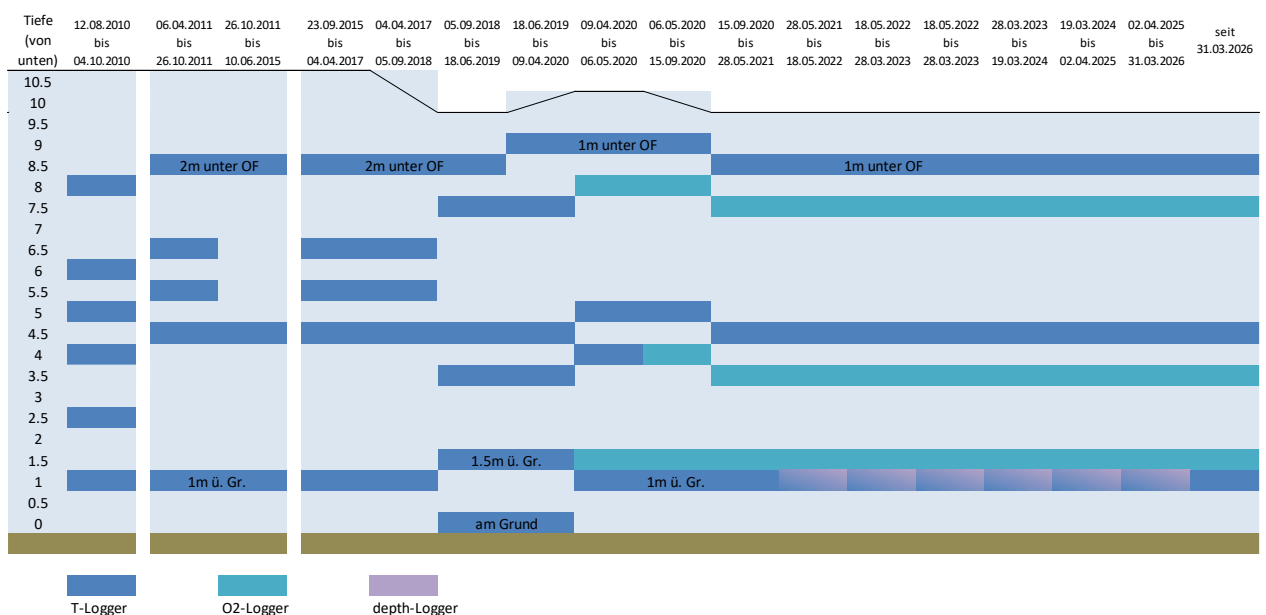 Tiefe 12.08.2010 06.04.2011 26.10.2011 23.09.2015 04.04.2017 05.09.2018 18.06.2019 09.04.2020 06.05.2020 15.09.2020 28.05.2021 18.05.2022 18.05.2022 28.03.2023 19.03.2024 02.04.2025 seit
(von bis bis bis bis bis bis bis bis bis bis bis bis bis bis bis bis 31.03.2026
unten) 04.10.2010 26.10.2011 10.06.2015 04.04.2017 05.09.2018 18.06.2019 09.04.2020 06.05.2020 15.09.2020 28.05.2021 18.05.2022 28.03.2023 28.03.2023 19.03.2024 02.04.2025 31.03.2026
10.5
10
9.5
9 1m unter OF
8.5 2m unter OF 2m unter OF 1m unter OF
8
7.5
7
6.5
6
5.5
5
4.5
4
3.5
3
2.5
2
1.5 1.5m ü. Gr.
1 1m ü. Gr. 1m ü. Gr.
0.5
0 am Grund
T-Logger O2-Logger depth-Logger